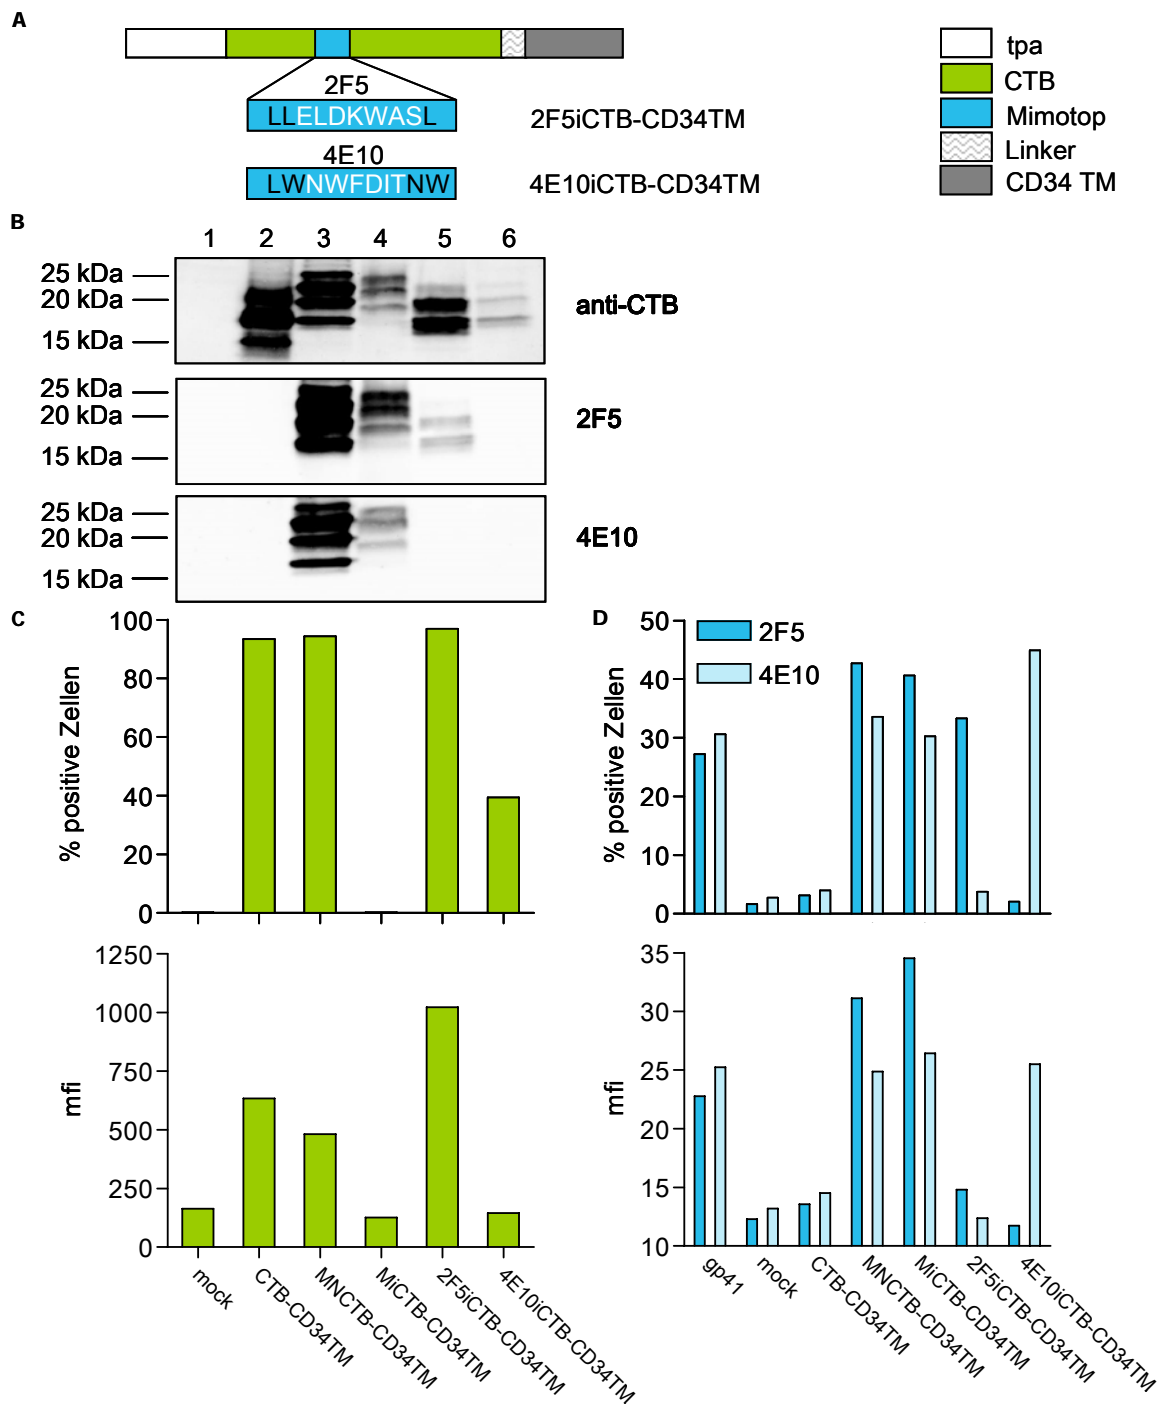 A
tpa
CTB
Mimotop
Linker
CD34 TM
2F5
LLELDKWASL
2F5iCTB-CD34TM
4E10
LWNWFDITNW
4E10iCTB-CD34TM
B
1 2 3 4 5 6
25 kDa
20 kDa
15 kDa
anti-CTB
25 kDa
20 kDa
15 kDa
2F5
25 kDa
20 kDa
15 kDa
4E10
C
% positive Zellen
100
80
60
40
20
0
mfi
1250
1000
750
500
250
0
mock
CTB-CD34TM
MNCTB-CD34TM
MiCTB-CD34TM
2F5iCTB-CD34TM
4E10iCTB-CD34TM
D
2F5
4E10
% positive Zellen
50
40
30
20
10
0
mfi
35
30
25
20
15
10
gp41
mock
CTB-CD34TM
MNCTB-CD34TM
MiCTB-CD34TM
2F5iCTB-CD34TM
4E10iCTB-CD34TM